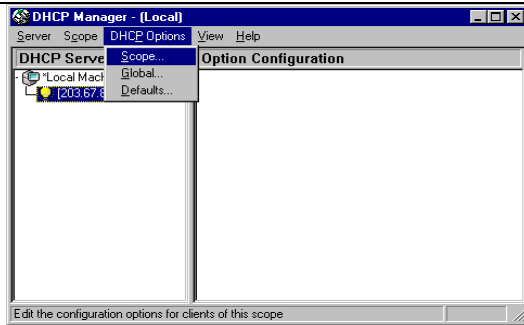 DHCP Manager - (Local)
Server Scope DHCP Options View Help
DHCP Serve Option Configuration
Scope...
Global...
Defaults...
*Local Mach
[203.67.8
Edit the configuration options for clients of this scope